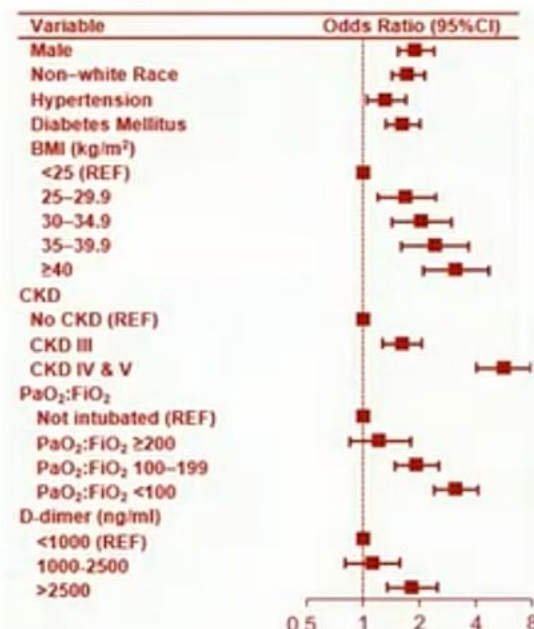 Variable Odds Ratio (95%CI)
Male
Non-white Race
Hypertension
Diabetes Mellitus
BMI (kg/m²)
<25 (REF)
25–29.9
30–34.9
35–39.9
≥40
CKD
No CKD (REF)
CKD III
CKD IV & V
PaO₂:FiO₂
Not intubated (REF)
PaO₂:FiO₂ ≥200
PaO₂:FiO₂ 100–199
PaO₂:FiO₂ <100
D-dimer (ng/ml)
<1000 (REF)
1000-2500
>2500
0.5 1 2 4 8